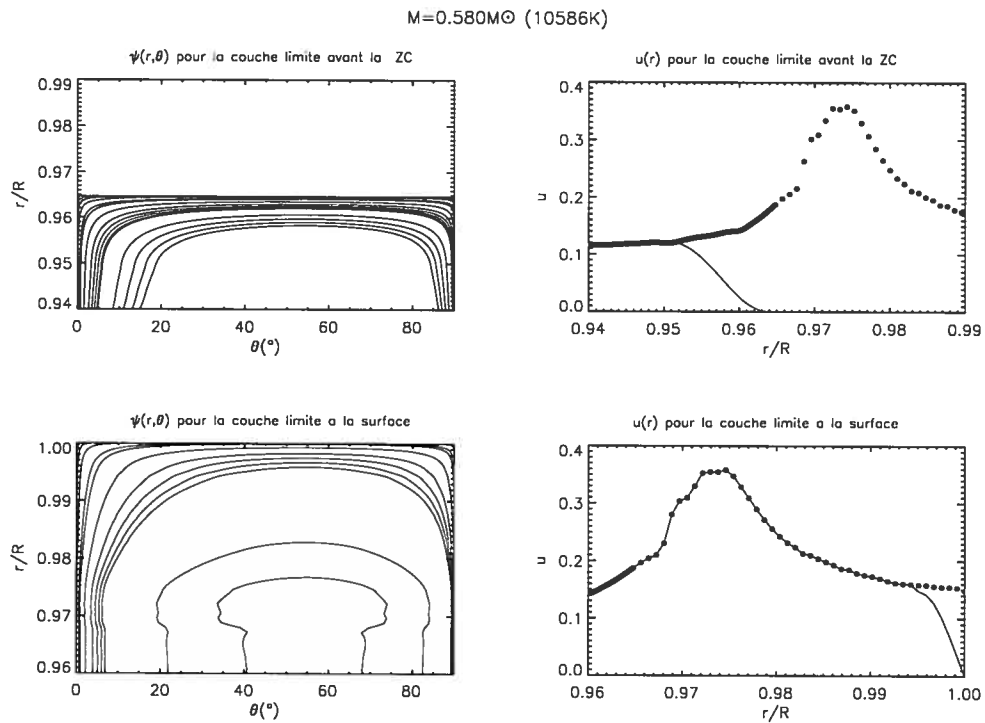 M=0.580M⊙ (10586K)
ψ(r,θ) pour la couche limite avant la ZC
0.99
0.98
0.97
0.96
0.95
0.94
r/R
0 20 40 60 80
θ(°)
u(r) pour la couche limite avant la ZC
0.4
0.3
0.2
0.1
0.0
u
0.94 0.95 0.96 0.97 0.98 0.99
r/R
ψ(r,θ) pour la couche limite a la surface
1.00
0.99
0.98
0.97
0.96
r/R
0 20 40 60 80
θ(°)
u(r) pour la couche limite a la surface
0.4
0.3
0.2
0.1
0.0
u
0.96 0.97 0.98 0.99 1.00
r/R